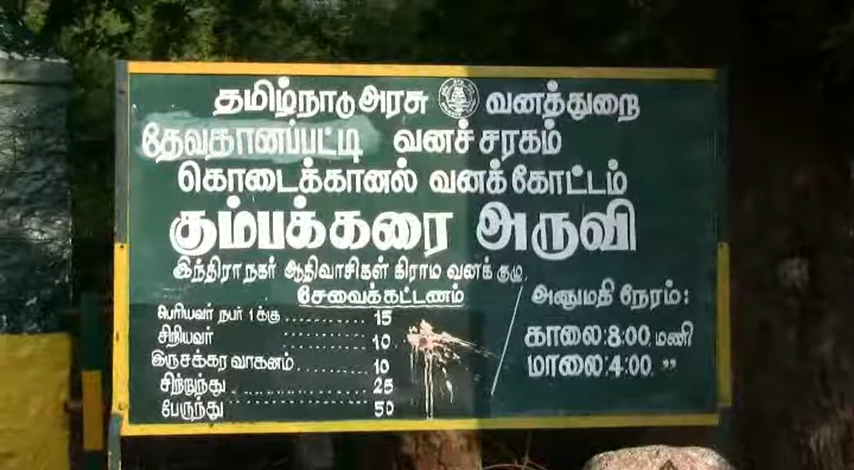 தமிழ்நாடு அரசு வனத்துறை
தேவதானப்பட்டி வனச் சரகம்
கொடைக்கானல் வனக் கோட்டம்
கும்பக்கரை அருவி
இந்திரா நகர் ஆதிவாசிகள் கிராம வனக் குழு.
சேவைக்கட்டணம்
பெரியவர் நபர் 1க்கு .............. 15
சிறியவர் .............. 10
இருசக்கர வாகனம் .............. 10
சிற்றுந்து .............. 25
பேருந்து .............. 50
அனுமதி நேரம்:
காலை: 8:00 மணி
மாலை: 4:00 "